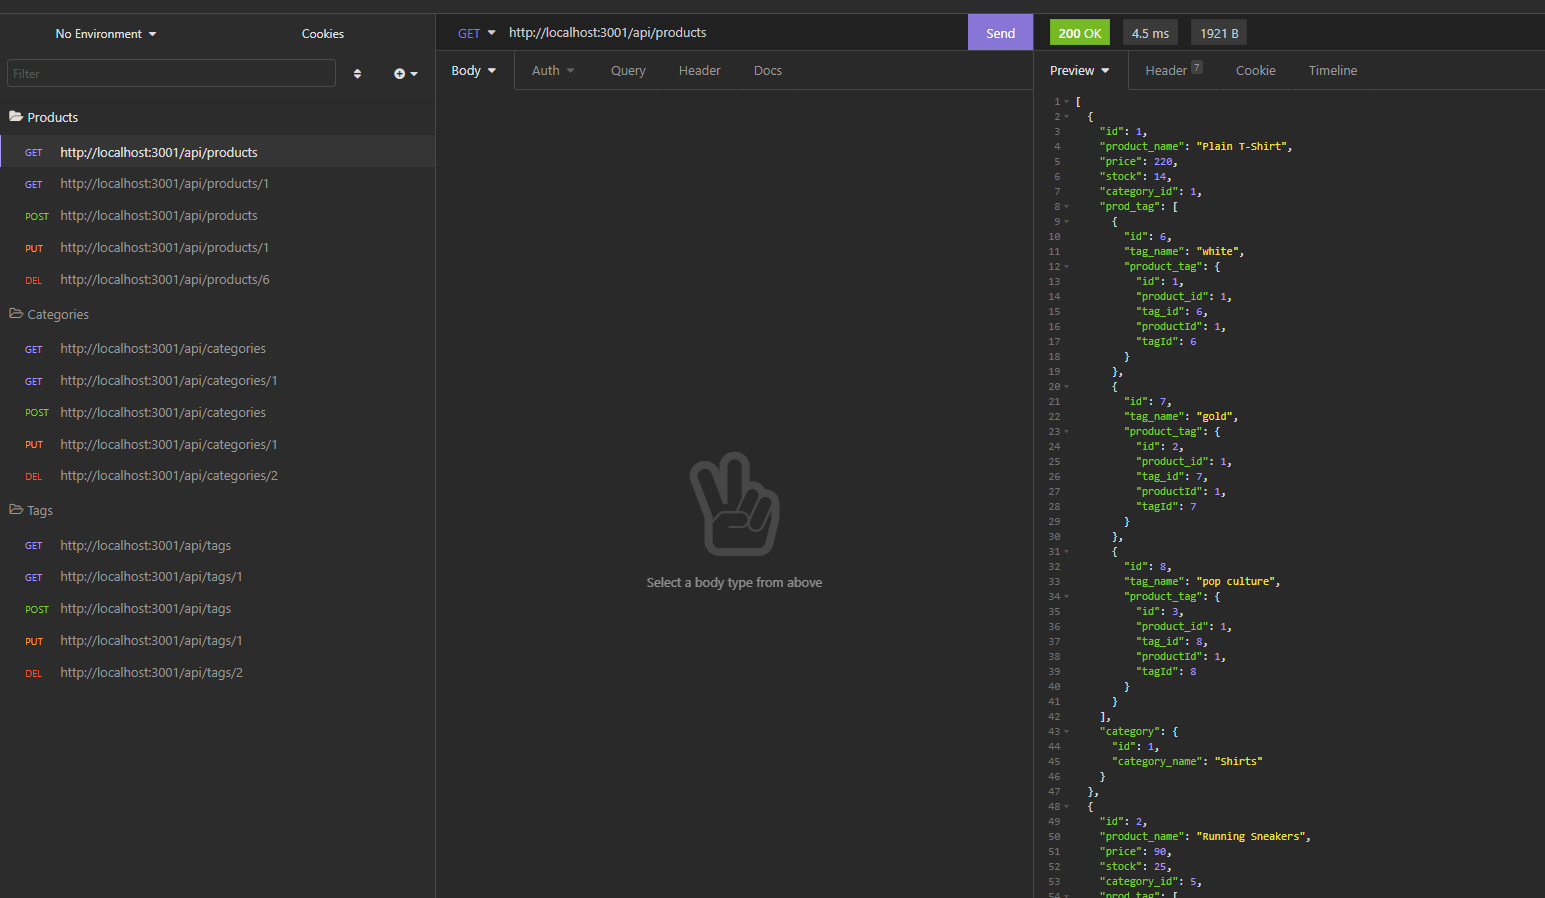 No Environment
Cookies
Filter
Products
GET http://localhost:3001/api/products
GET http://localhost:3001/api/products/1
POST http://localhost:3001/api/products
PUT http://localhost:3001/api/products/1
DEL http://localhost:3001/api/products/6
Categories
GET http://localhost:3001/api/categories
GET http://localhost:3001/api/categories/1
POST http://localhost:3001/api/categories
PUT http://localhost:3001/api/categories/1
DEL http://localhost:3001/api/categories/2
Tags
GET http://localhost:3001/api/tags
GET http://localhost:3001/api/tags/1
POST http://localhost:3001/api/tags
PUT http://localhost:3001/api/tags/1
DEL http://localhost:3001/api/tags/2
GET http://localhost:3001/api/products Send
Body Auth Query Header Docs
Select a body type from above
200 OK 4.5 ms 1921 B
Preview Header 7 Cookie Timeline
1 [
2 {
3 "id": 1,
4 "product_name": "Plain T-Shirt",
5 "price": 220,
6 "stock": 14,
7 "category_id": 1,
8 "prod_tag": [
9 {
10 "id": 6,
11 "tag_name": "white",
12 "product_tag": {
13 "id": 1,
14 "product_id": 1,
15 "tag_id": 6,
16 "productId": 1,
17 "tagId": 6
18 }
19 },
20 {
21 "id": 7,
22 "tag_name": "gold",
23 "product_tag": {
24 "id": 2,
25 "product_id": 1,
26 "tag_id": 7,
27 "productId": 1,
28 "tagId": 7
29 }
30 },
31 {
32 "id": 8,
33 "tag_name": "pop culture",
34 "product_tag": {
35 "id": 3,
36 "product_id": 1,
37 "tag_id": 8,
38 "productId": 1,
39 "tagId": 8
40 }
41 }
42 ],
43 "category": {
44 "id": 1,
45 "category_name": "Shirts"
46 }
47 },
48 {
49 "id": 2,
50 "product_name": "Running Sneakers",
51 "price": 90,
52 "stock": 25,
53 "category_id": 5,
54 "prod_tag": [